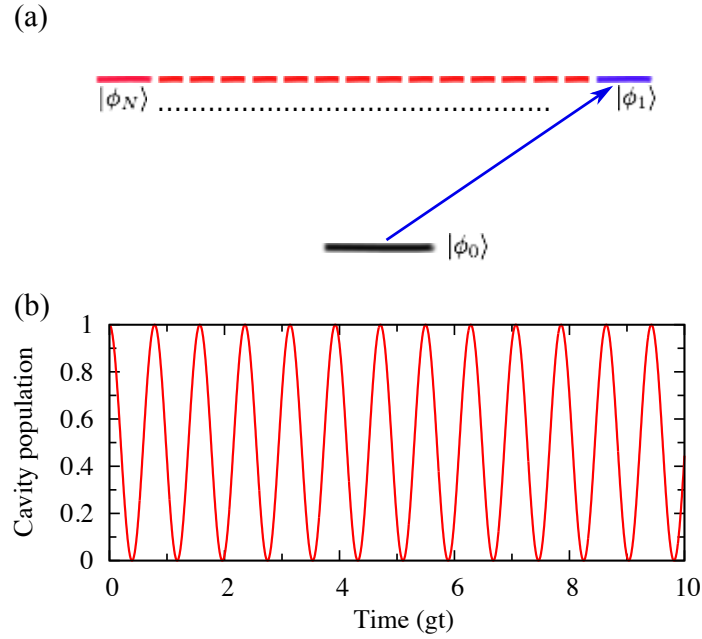 (a)
|ϕ_N⟩ |ϕ_1⟩
|ϕ_0⟩
(b)
Cavity population
1
0.8
0.6
0.4
0.2
0
0 2 4 6 8 10
Time (gt)